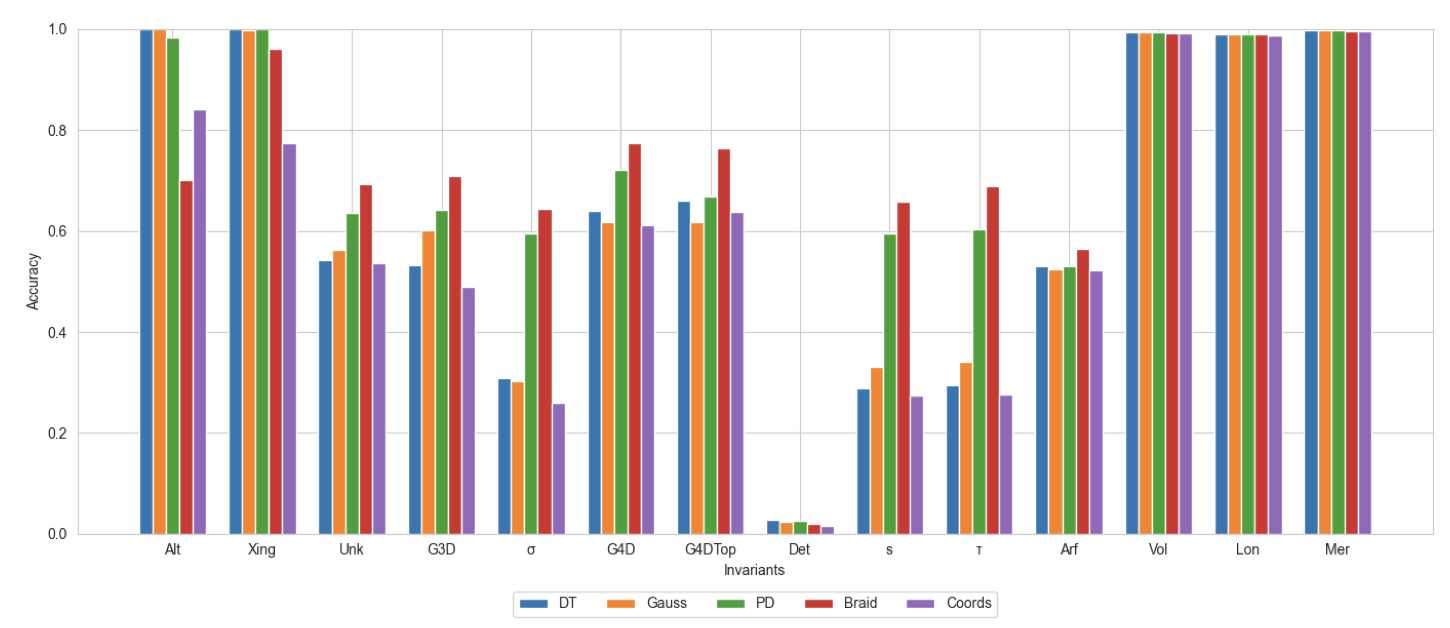 1.0
0.8
0.6
0.4
0.2
0.0
Accuracy
Alt Xing Unk G3D σ G4D G4DTop Det s τ Arf Vol Lon Mer
Invariants
DT Gauss PD Braid Coords